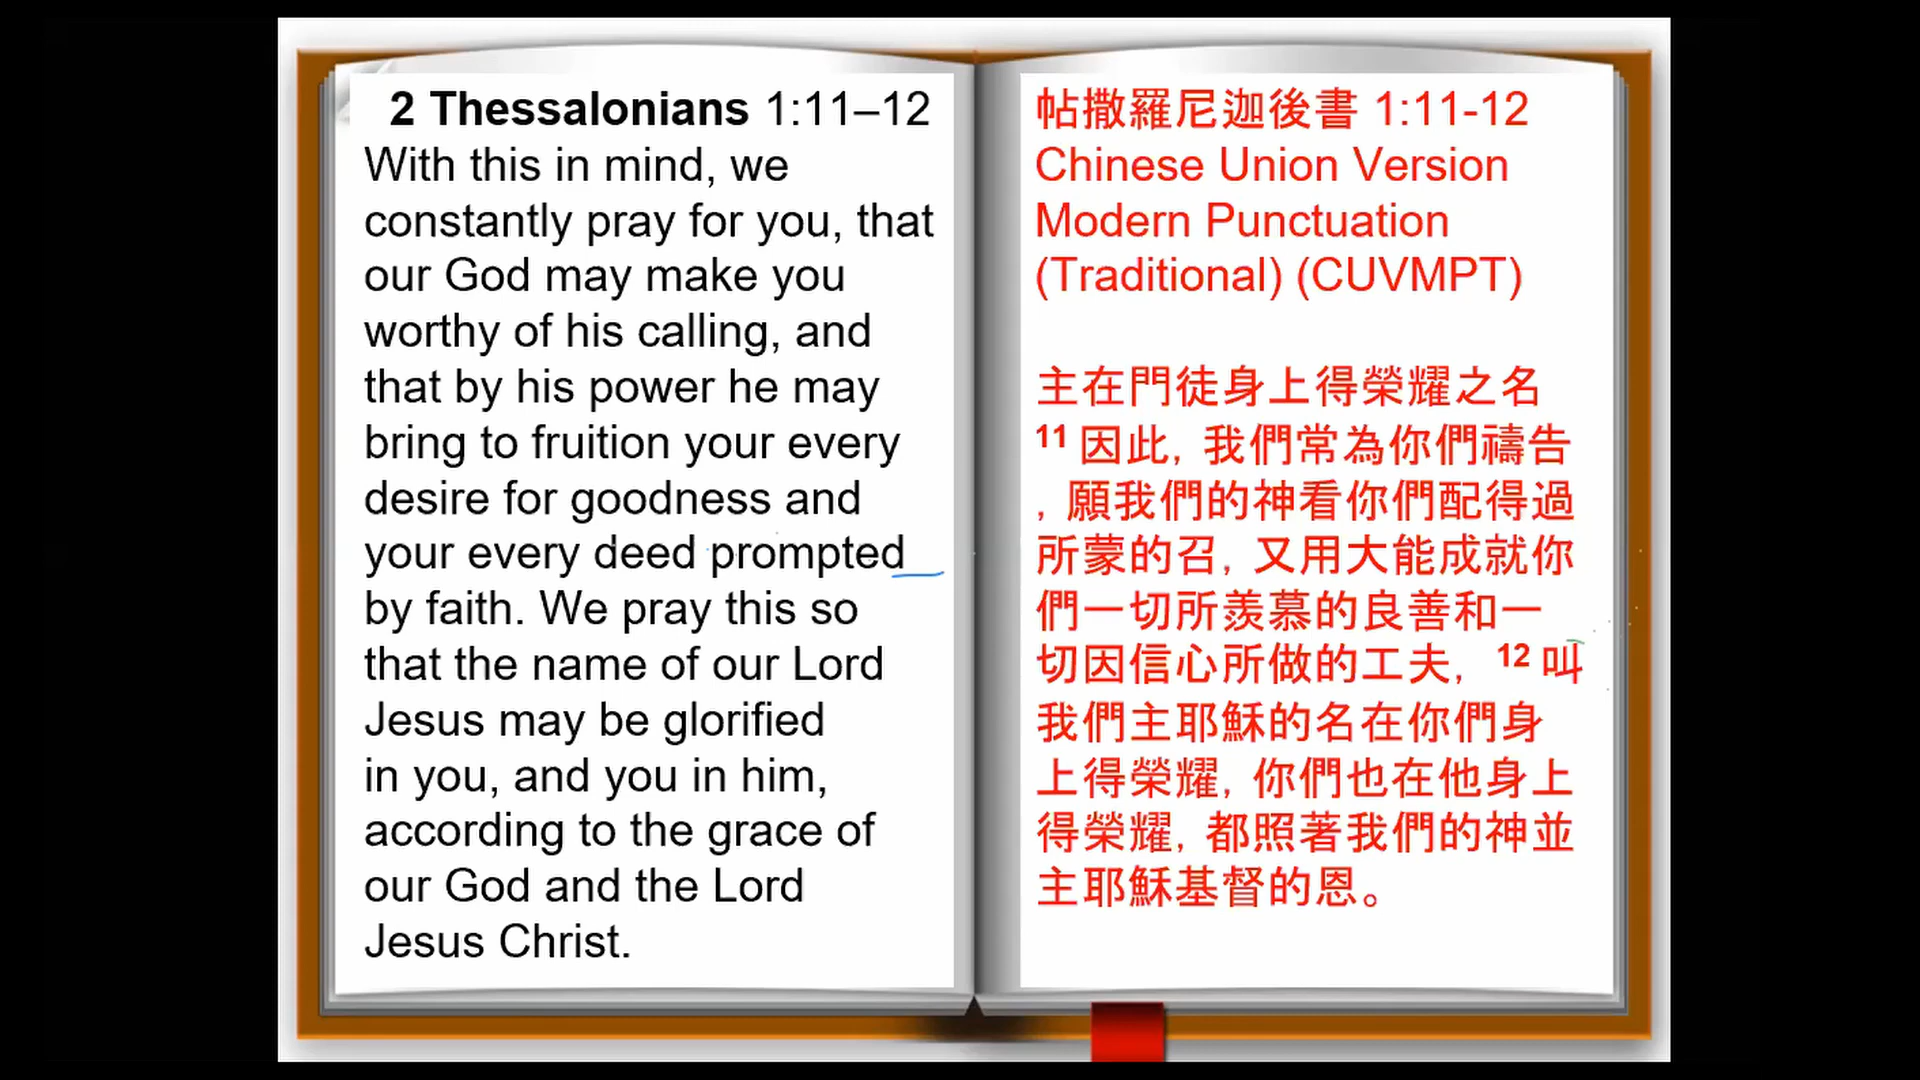 2 Thessalonians 1:11–12
With this in mind, we
constantly pray for you, that
our God may make you
worthy of his calling, and
that by his power he may
bring to fruition your every
desire for goodness and
your every deed prompted
by faith. We pray this so
that the name of our Lord
Jesus may be glorified
in you, and you in him,
according to the grace of
our God and the Lord
Jesus Christ.
帖撒羅尼迦後書 1:11-12
Chinese Union Version
Modern Punctuation
(Traditional) (CUVMPT)
主在門徒身上得榮耀之名
11 因此, 我們常為你們禱告
, 願我們的神看你們配得過
所蒙的召, 又用大能成就你
們一切所羨慕的良善和一
切因信心所做的工夫, 12 叫
我們主耶穌的名在你們身
上得榮耀, 你們也在他身上
得榮耀, 都照著我們的神並
主耶穌基督的恩。